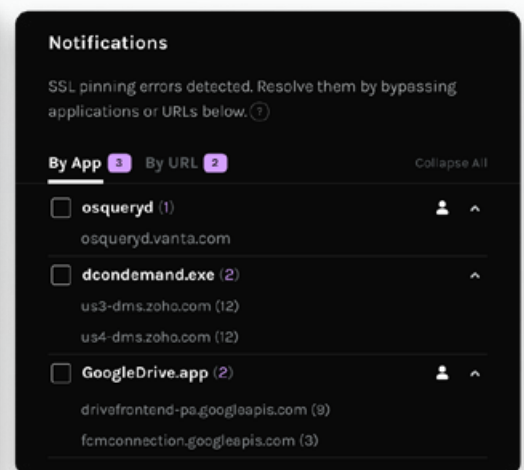 Notifications
SSL pinning errors detected. Resolve them by bypassing
applications or URLs below. ?
By App 3 By URL 2 Collapse All
osqueryd (1)
osqueryd.vanta.com
dcondemand.exe (2)
us3-dms.zoho.com (12)
us4-dms.zoho.com (12)
GoogleDrive.app (2)
drivefrontend-pa.googleapis.com (9)
fcmconnection.googleapis.com (3)